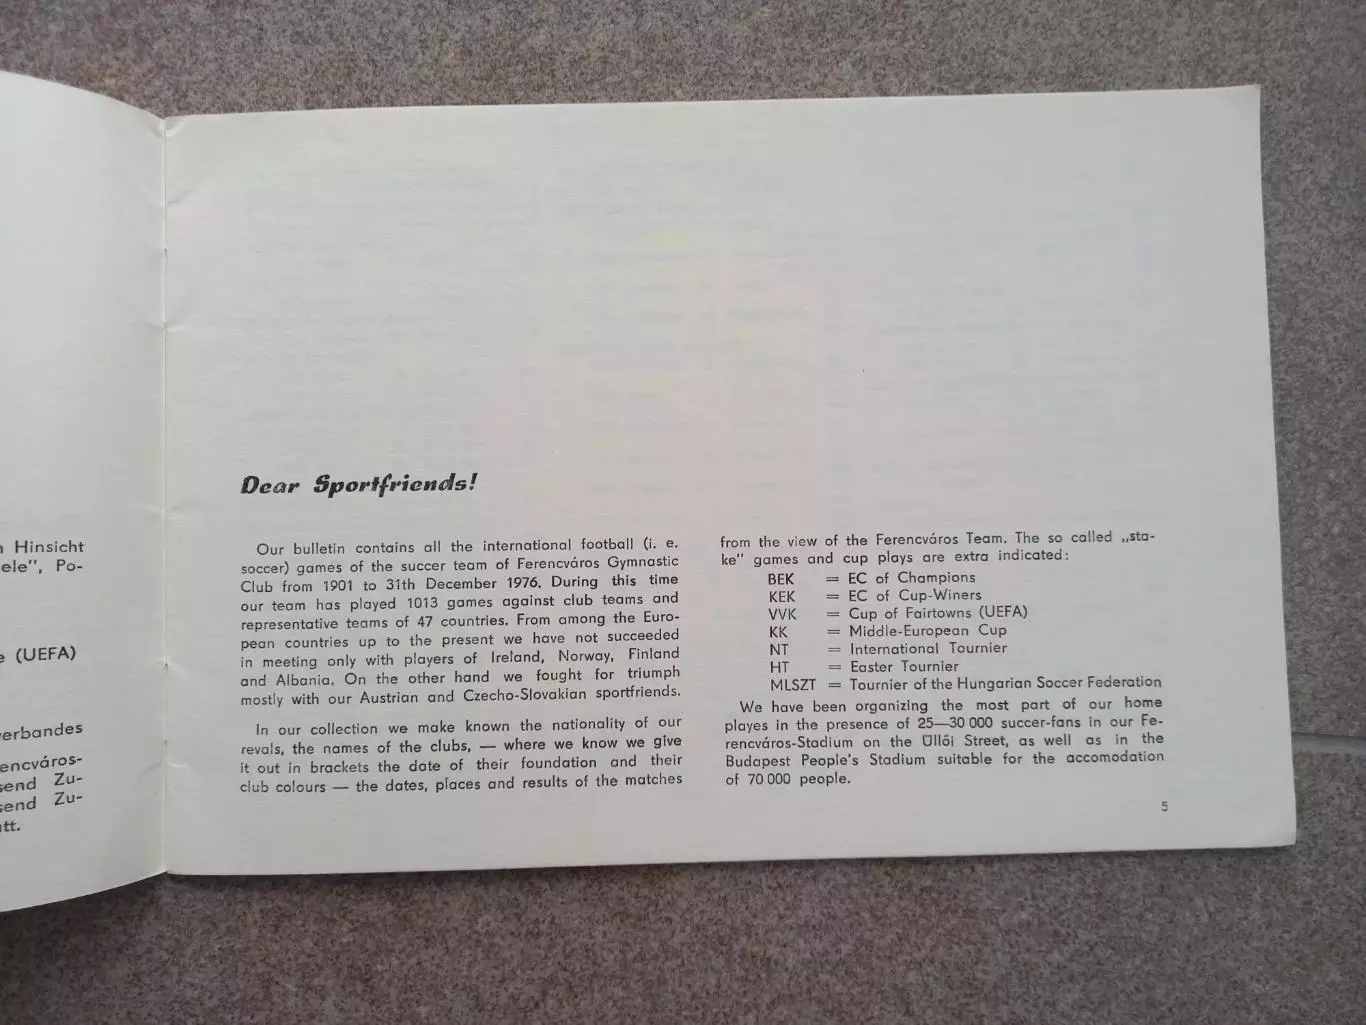 n Hinsicht
ele", Po-
e (UEFA)
verbandes
encváros-
send Zu-
send Zu-
att.
Dear Sportfriends!
Our bulletin contains all the international football (i. e.
soccer) games of the succer team of Ferencváros Gymnastic
Club from 1901 to 31th December 1976. During this time
our team has played 1013 games against club teams and
representative teams of 47 countries. From among the Euro-
pean countries up to the present we have not succeeded
in meeting only with players of Ireland, Norway, Finland
and Albania. On the other hand we fought for triumph
mostly with our Austrian and Czecho-Slovakian sportfriends.
In our collection we make known the nationality of our
revals, the names of the clubs, — where we know we give
it out in brackets the date of their foundation and their
club colours — the dates, places and results of the matches
from the view of the Ferencváros Team. The so called „sta-
ke" games and cup plays are extra indicated:
BEK = EC of Champions
KEK = EC of Cup-Winers
VVK = Cup of Fairtowns (UEFA)
KK = Middle-European Cup
NT = International Tournier
HT = Easter Tournier
MLSZT = Tournier of the Hungarian Soccer Federation
We have been organizing the most part of our home
playes in the presence of 25—30 000 succer-fans in our Fe-
rencváros-Stadium on the Üllői Street, as well as in the
Budapest People's Stadium suitable for the accomodation
of 70 000 people.
5